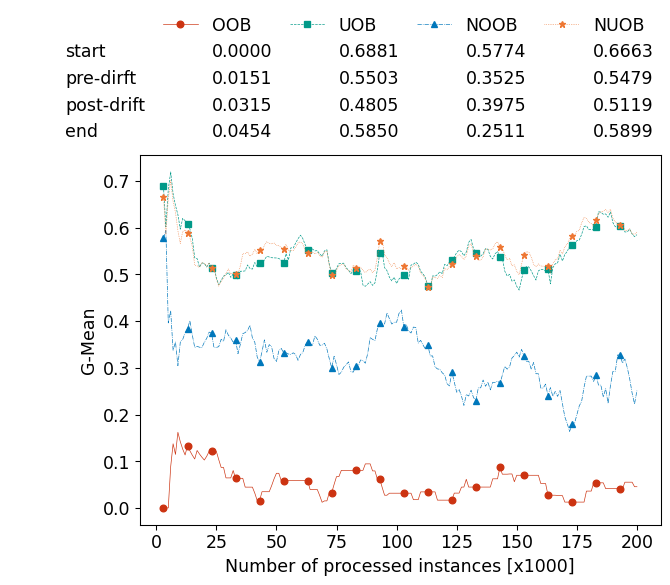 OOB UOB NOOB NUOB
start 0.0000 0.6881 0.5774 0.6663
pre-dirft 0.0151 0.5503 0.3525 0.5479
post-drift 0.0315 0.4805 0.3975 0.5119
end 0.0454 0.5850 0.2511 0.5899
0.7
0.6
0.5
0.4
0.3
0.2
0.1
0.0
G-Mean
0 25 50 75 100 125 150 175 200
Number of processed instances [x1000]